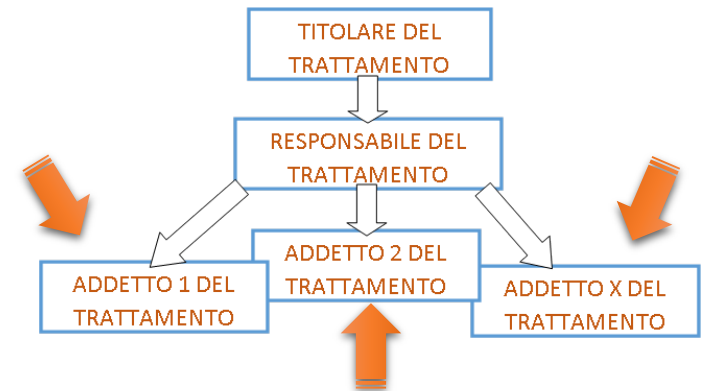 TITOLARE DEL
TRATTAMENTO
RESPONSABILE DEL
TRATTAMENTO
ADDETTO 1 DEL
TRATTAMENTO
ADDETTO 2 DEL
TRATTAMENTO
ADDETTO X DEL
TRATTAMENTO